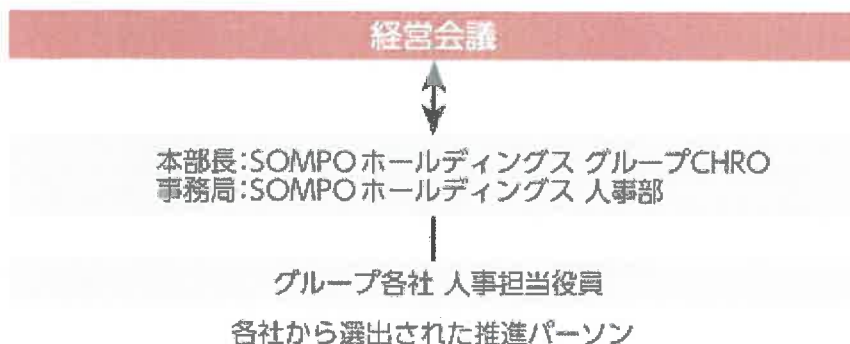 経営会議
本部長:SOMPOホールディングス グループCHRO
事務局:SOMPOホールディングス 人事部
グループ各社 人事担当役員
各社から選出された推進パーソン